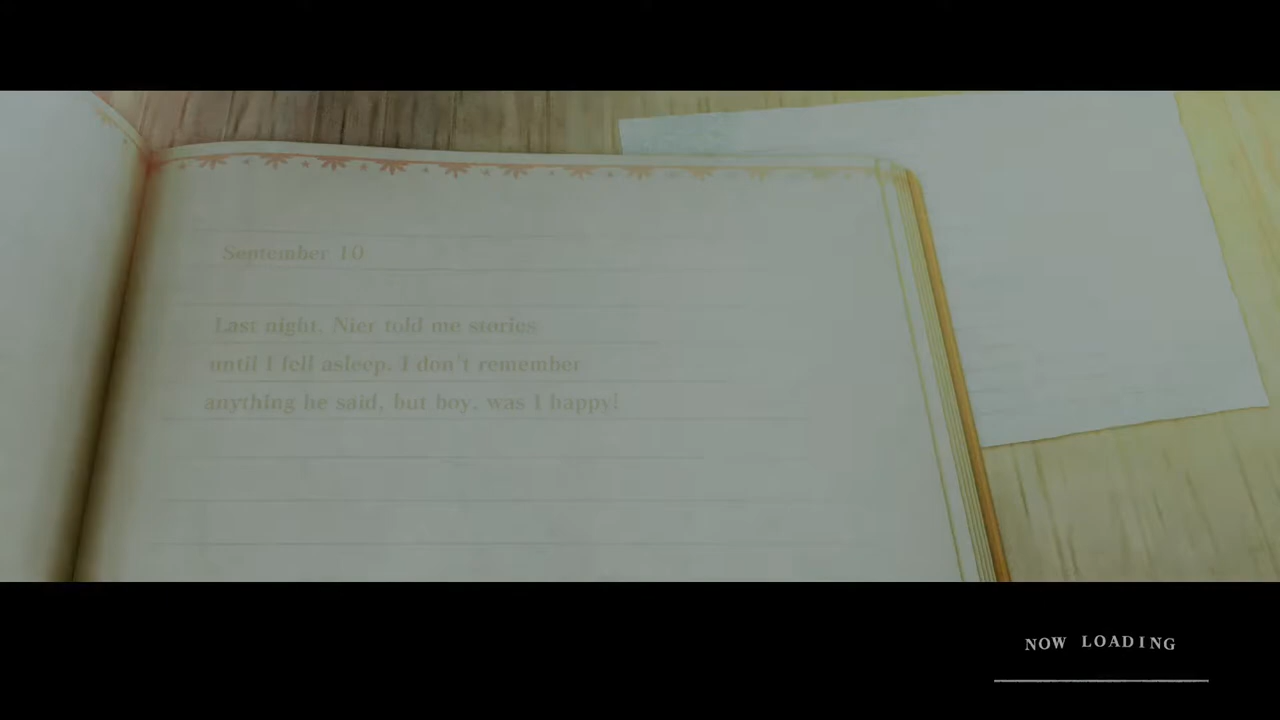 September 10
Last night, Nier told me stories
until I fell asleep. I don't remember
anything he said, but boy, was I happy!
NOW LOADING